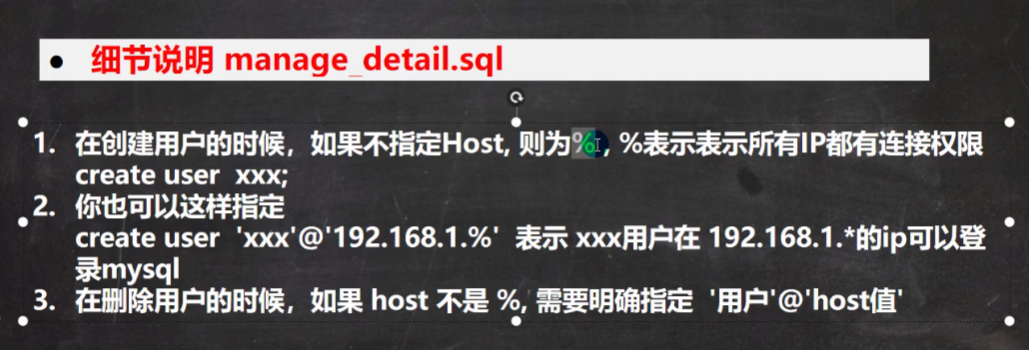 • 细节说明 manage_detail.sql
1. 在创建用户的时候，如果不指定Host, 则为% , %表示表示所有IP都有连接权限
create user  xxx;
2. 你也可以这样指定
create user  'xxx'@'192.168.1.%'  表示 xxx用户在 192.168.1.*的ip可以登
录mysql
3. 在删除用户的时候，如果 host 不是 %, 需要明确指定  '用户'@'host值'